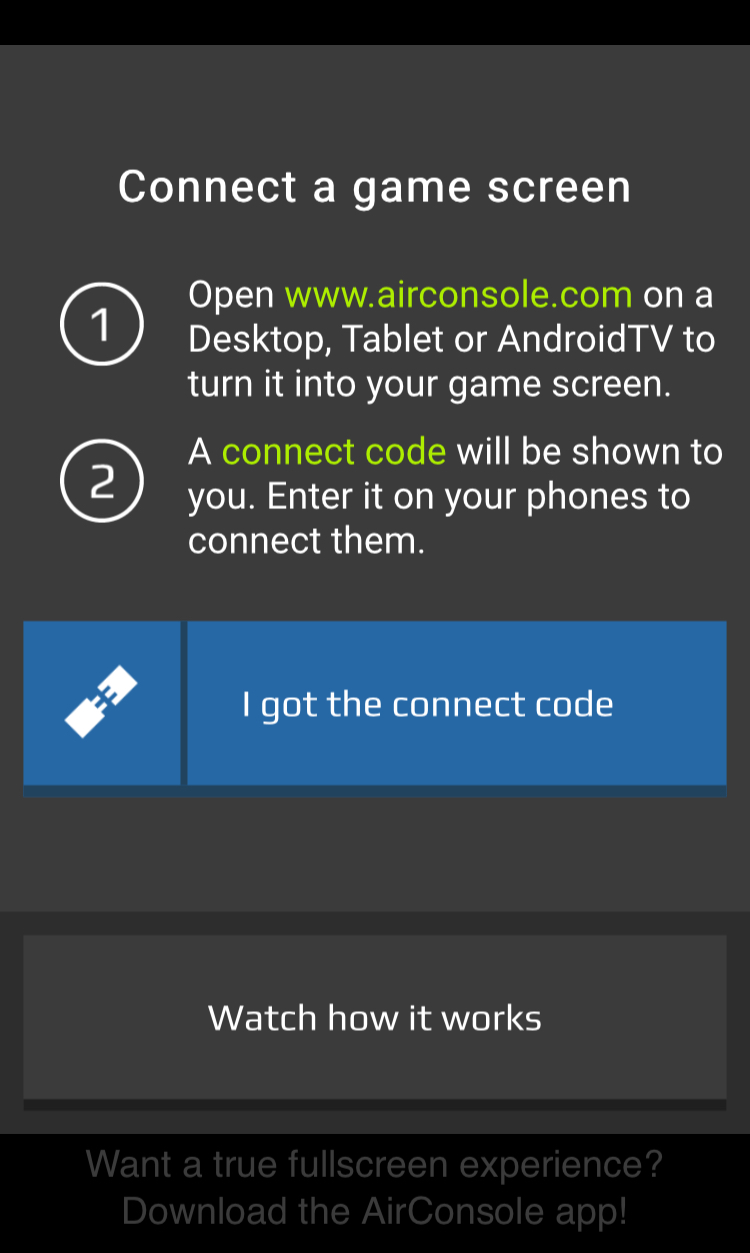 Connect a game screen
1
Open www.airconsole.com on a
Desktop, Tablet or AndroidTV to
turn it into your game screen.
2
A connect code will be shown to
you. Enter it on your phones to
connect them.
I got the connect code
Watch how it works
Want a true fullscreen experience?
Download the AirConsole app!